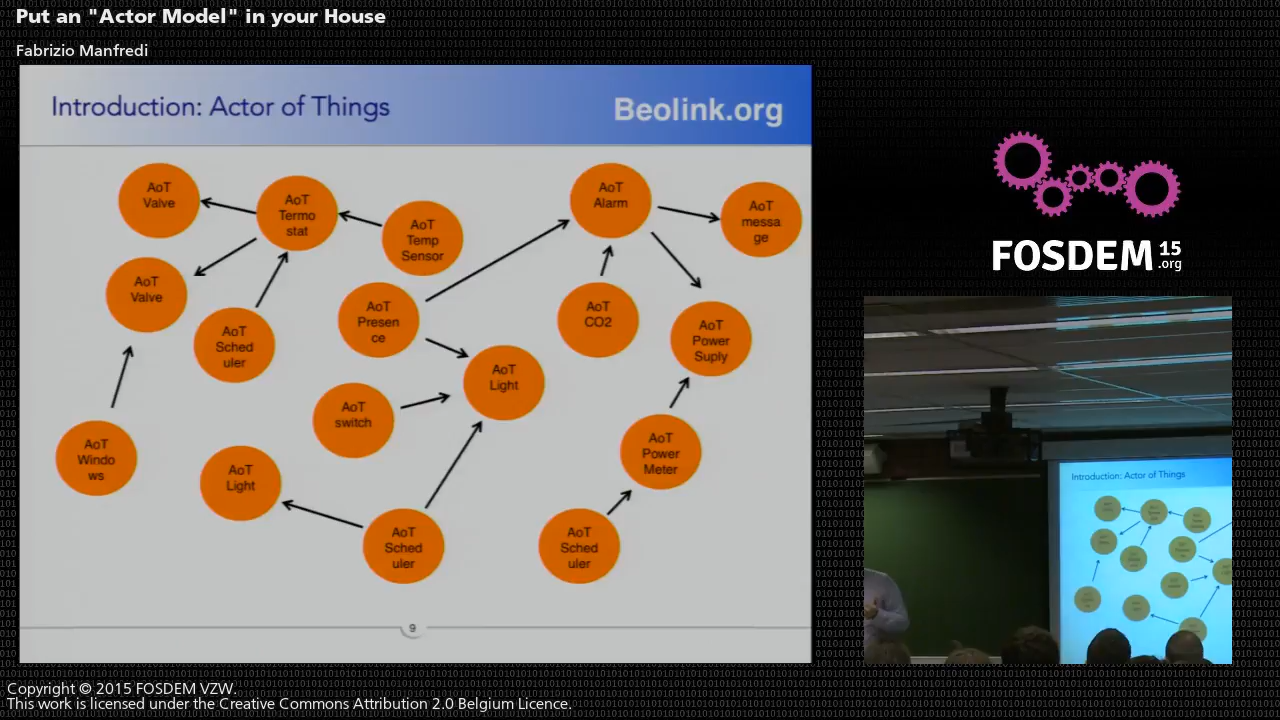 Put an "Actor Model" in your House
Fabrizio Manfredi
Introduction: Actor of Things
Beolink.org
AoT
Valve
AoT
Termo
stat
AoT
Temp
Sensor
AoT
Alarm
AoT
messa
ge
AoT
Valve
AoT
Sched
uler
AoT
Presen
ce
AoT
CO2
AoT
Power
Suply
AoT
Light
AoT
switch
AoT
Windo
ws
AoT
Light
AoT
Power
Meter
AoT
Sched
uler
AoT
Sched
uler
9
FOSDEM 15
.org
Introduction: Actor of Things
Copyright © 2015 FOSDEM VZW.
This work is licensed under the Creative Commons Attribution 2.0 Belgium Licence.